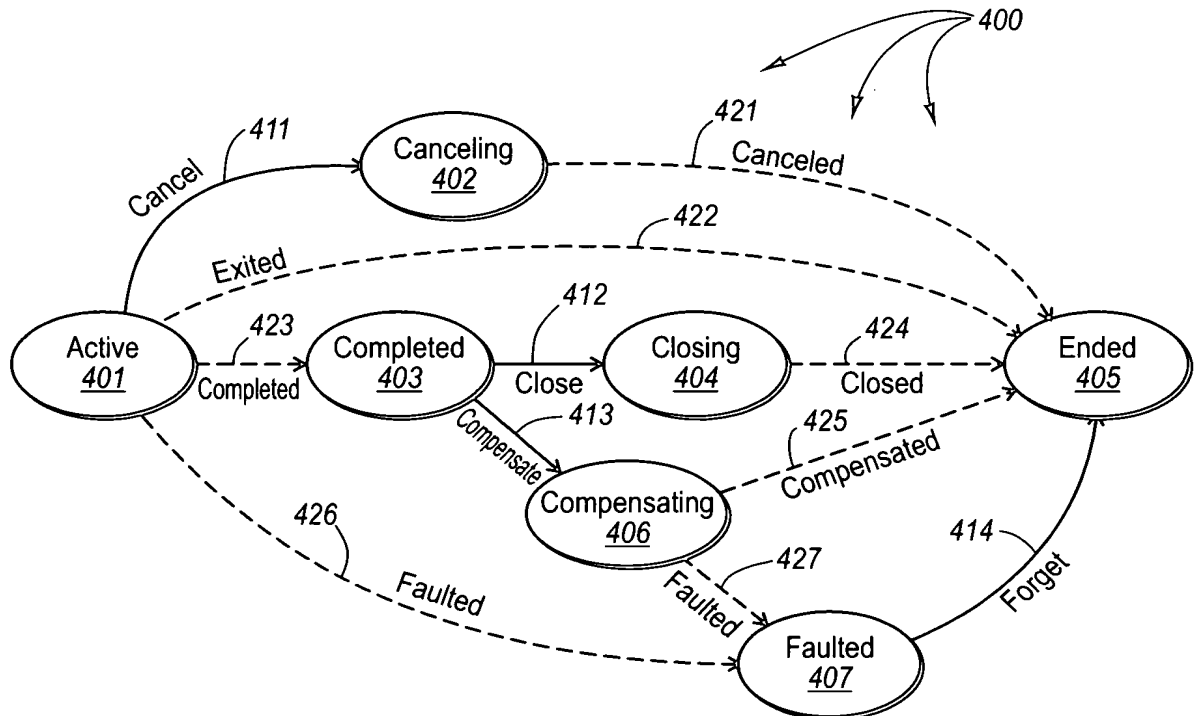 400
421
411
Canceling
402
Cancel
Canceled
422
Exited
412
423
424
Active
401
Completed
403
Closing
404
Ended
405
Completed
Close
Closed
413
425
Compensate
Compensated
Compensating
406
426
427
414
Faulted
Faulted
Forget
Faulted
407